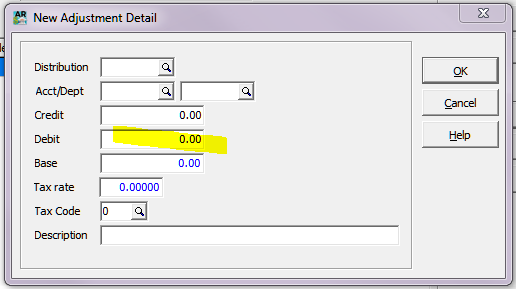 AR New Adjustment Detail
Distribution
Acct/Dept
Credit 0.00
Debit 0.00
Base 0.00
Tax rate 0.00000
Tax Code 0
Description
OK
Cancel
Help